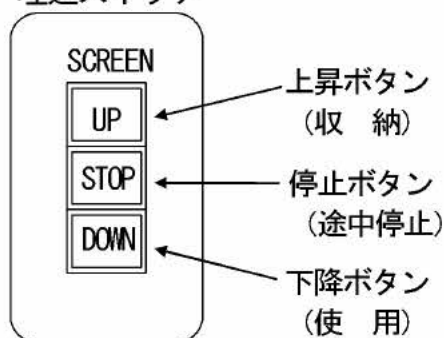 SCREEN
UP
上昇ボタン
(収 納)
STOP
停止ボタン
(途中停止)
DOWN
下降ボタン
(使 用)